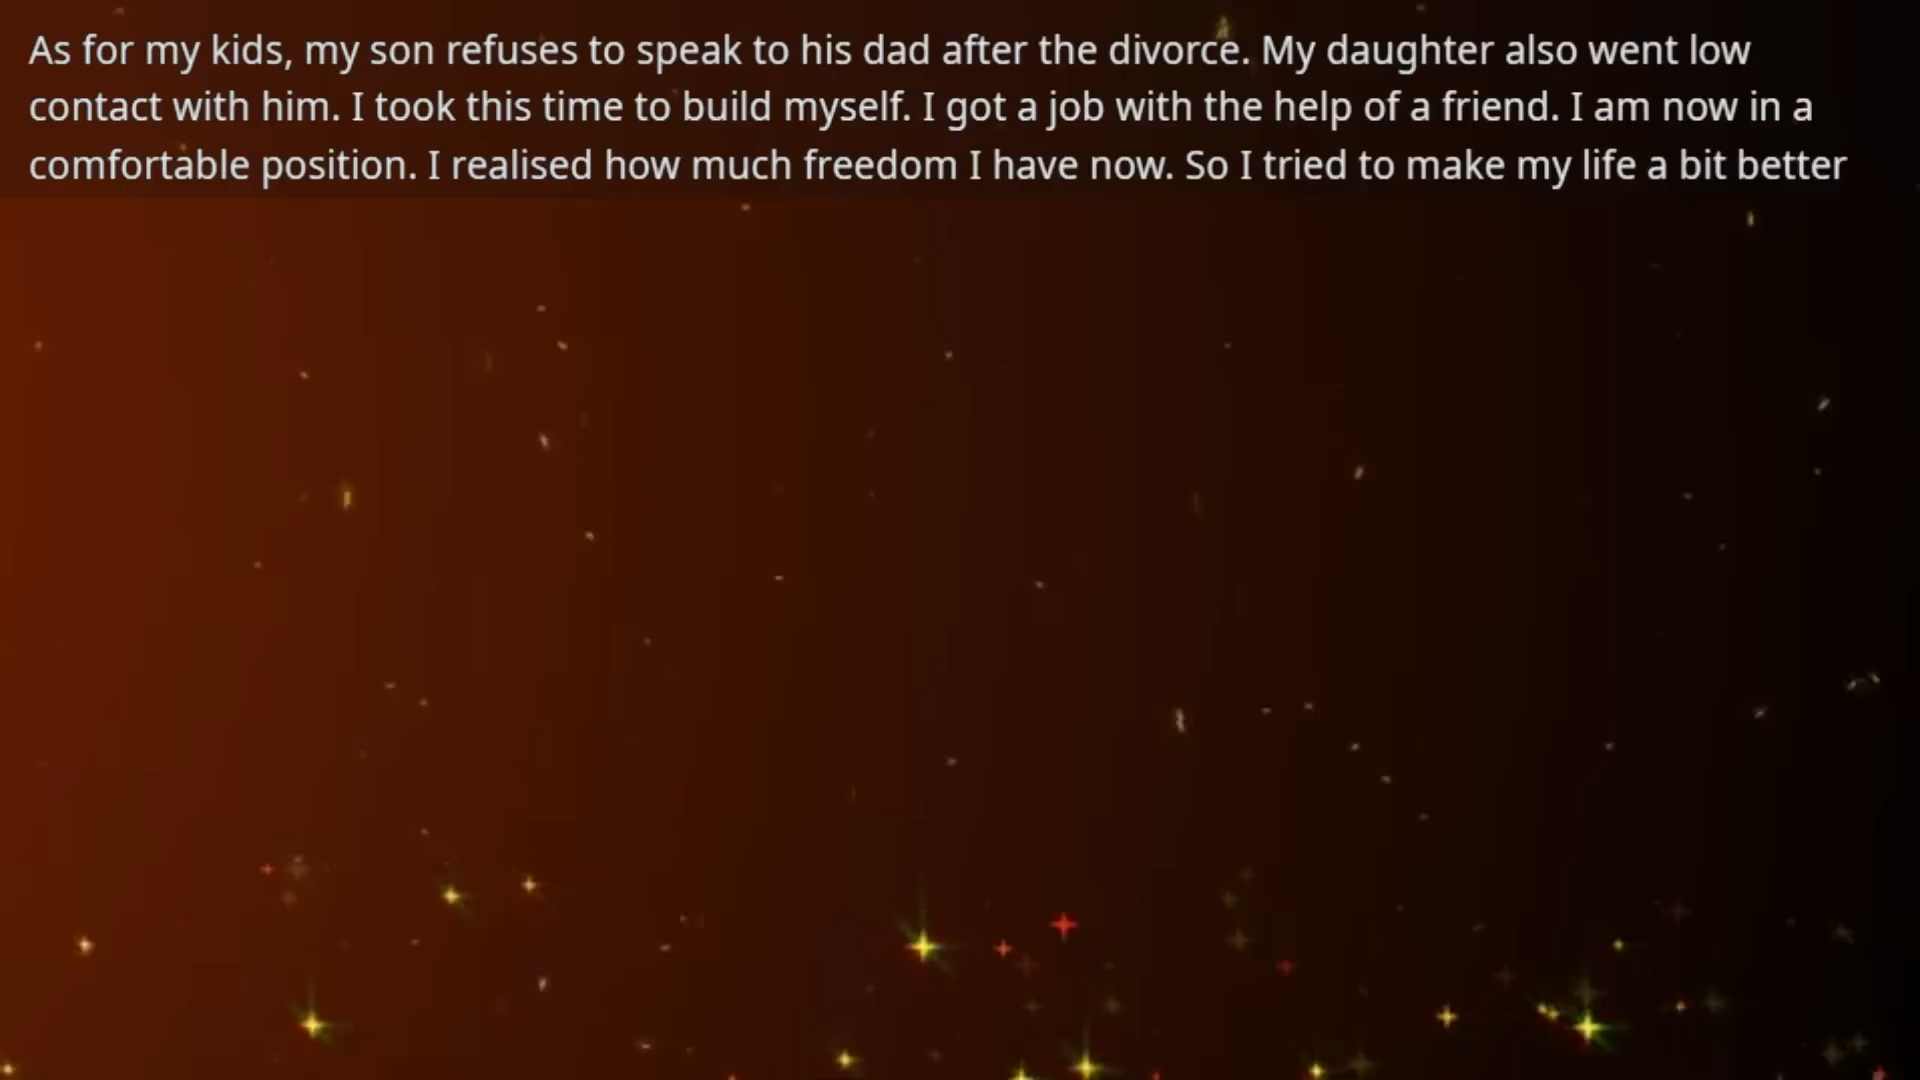 As for my kids, my son refuses to speak to his dad after the divorce. My daughter also went low
contact with him. I took this time to build myself. I got a job with the help of a friend. I am now in a
comfortable position. I realised how much freedom I have now. So I tried to make my life a bit better